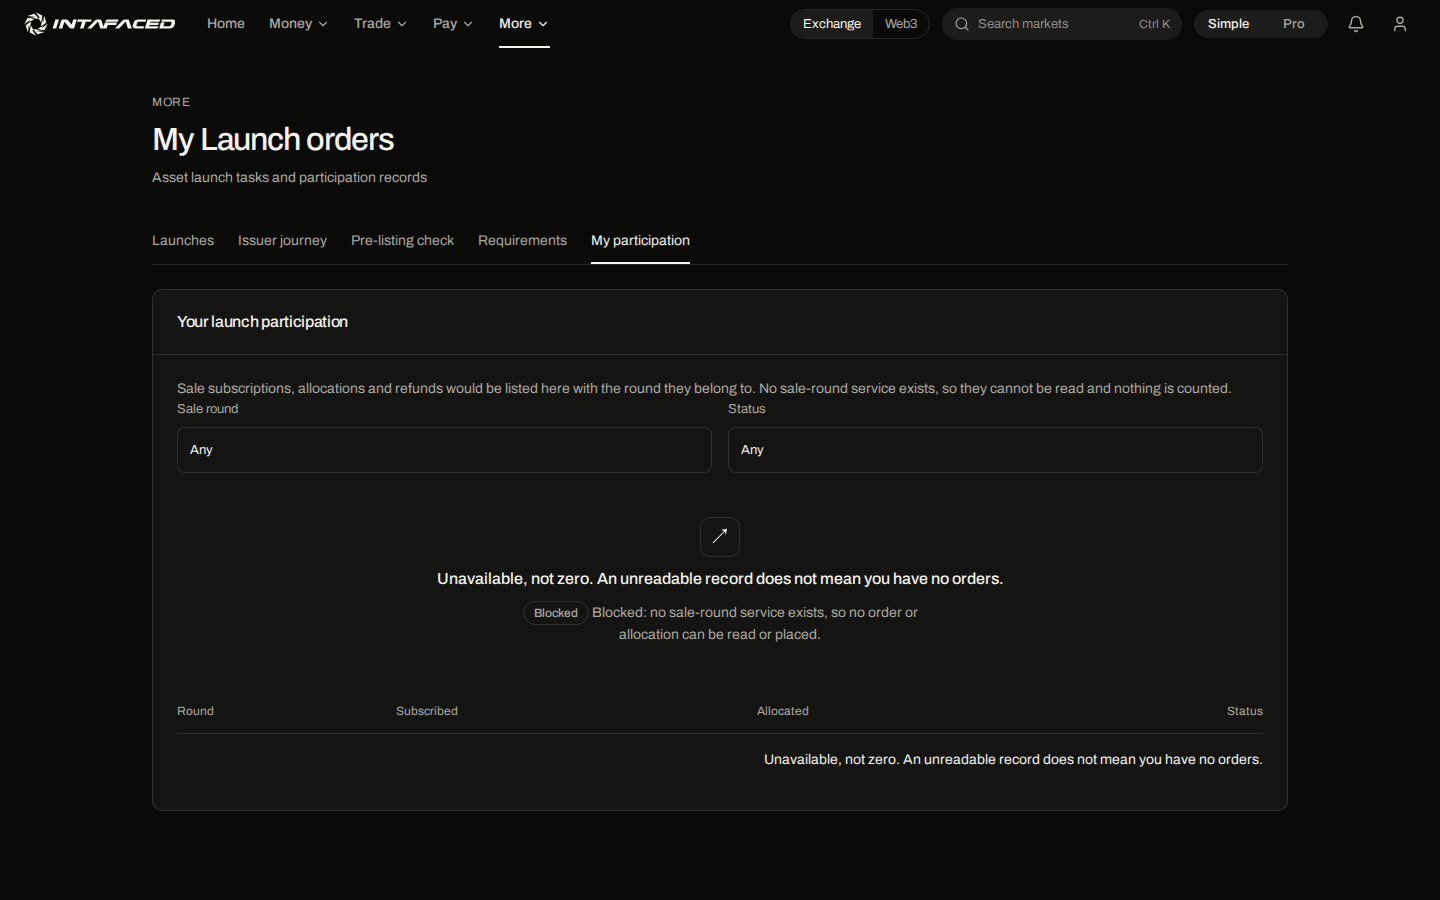 INTAFACED Home Money Trade Pay More Exchange Web3 Search markets Ctrl K Simple Pro
MORE
My Launch orders
Asset launch tasks and participation records
Launches Issuer journey Pre-listing check Requirements My participation
Your launch participation
Sale subscriptions, allocations and refunds would be listed here with the round they belong to. No sale-round service exists, so they cannot be read and nothing is counted.
Sale round Status
Any Any
Unavailable, not zero. An unreadable record does not mean you have no orders.
Blocked Blocked: no sale-round service exists, so no order or
allocation can be read or placed.
Round Subscribed Allocated Status
Unavailable, not zero. An unreadable record does not mean you have no orders.